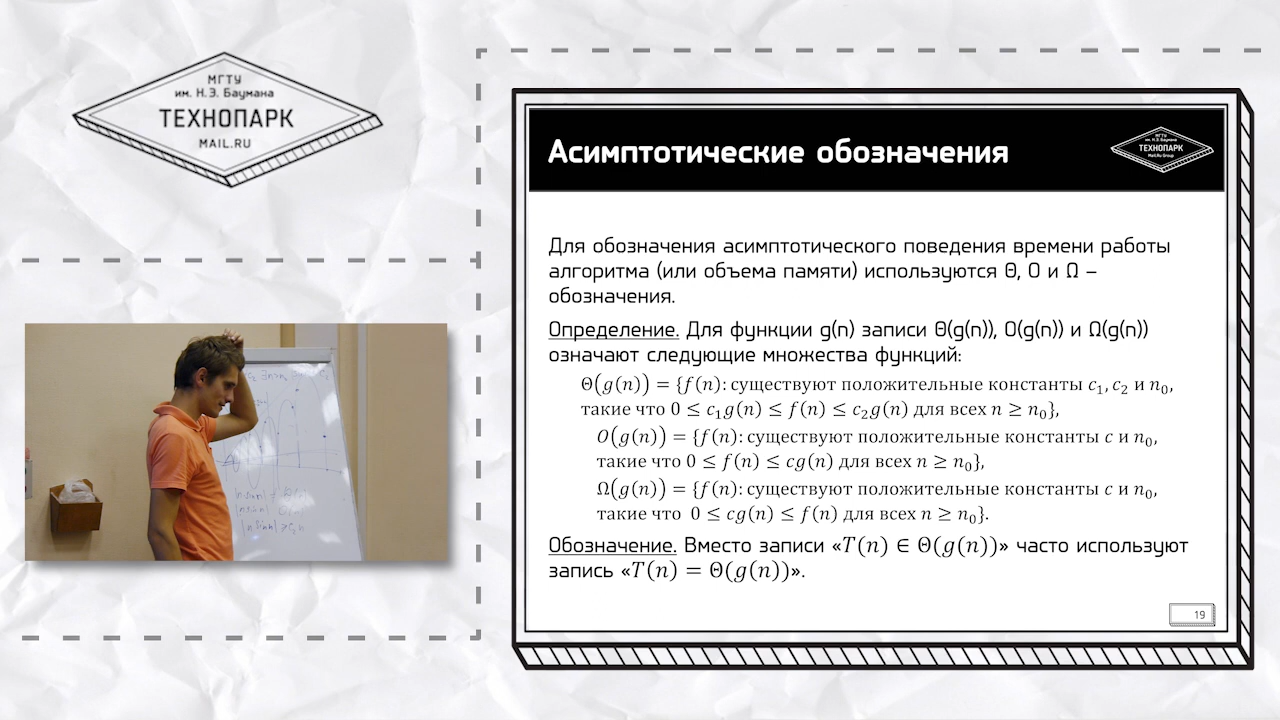 МГТУ
им. Н.Э. Баумана
ТЕХНОПАРК
MAIL.RU
Асимптотические обозначения
МГТУ
им. Н.Э. Баумана
ТЕХНОПАРК
Mail.Ru Group
Для обозначения асимптотического поведения времени работы
алгоритма (или объема памяти) используются Θ, O и Ω –
обозначения.
Определение. Для функции g(n) записи Θ(g(n)), O(g(n)) и Ω(g(n))
означают следующие множества функций:
Θ(g(n)) = {f(n): существуют положительные константы c₁, c₂ и n₀,
такие что 0 ≤ c₁g(n) ≤ f(n) ≤ c₂g(n) для всех n ≥ n₀},
O(g(n)) = {f(n): существуют положительные константы c и n₀,
такие что 0 ≤ f(n) ≤ cg(n) для всех n ≥ n₀},
Ω(g(n)) = {f(n): существуют положительные константы c и n₀,
такие что 0 ≤ cg(n) ≤ f(n) для всех n ≥ n₀}.
Обозначение. Вместо записи «T(n) ∈ Θ(g(n))» часто используют
запись «T(n) = Θ(g(n))».
19